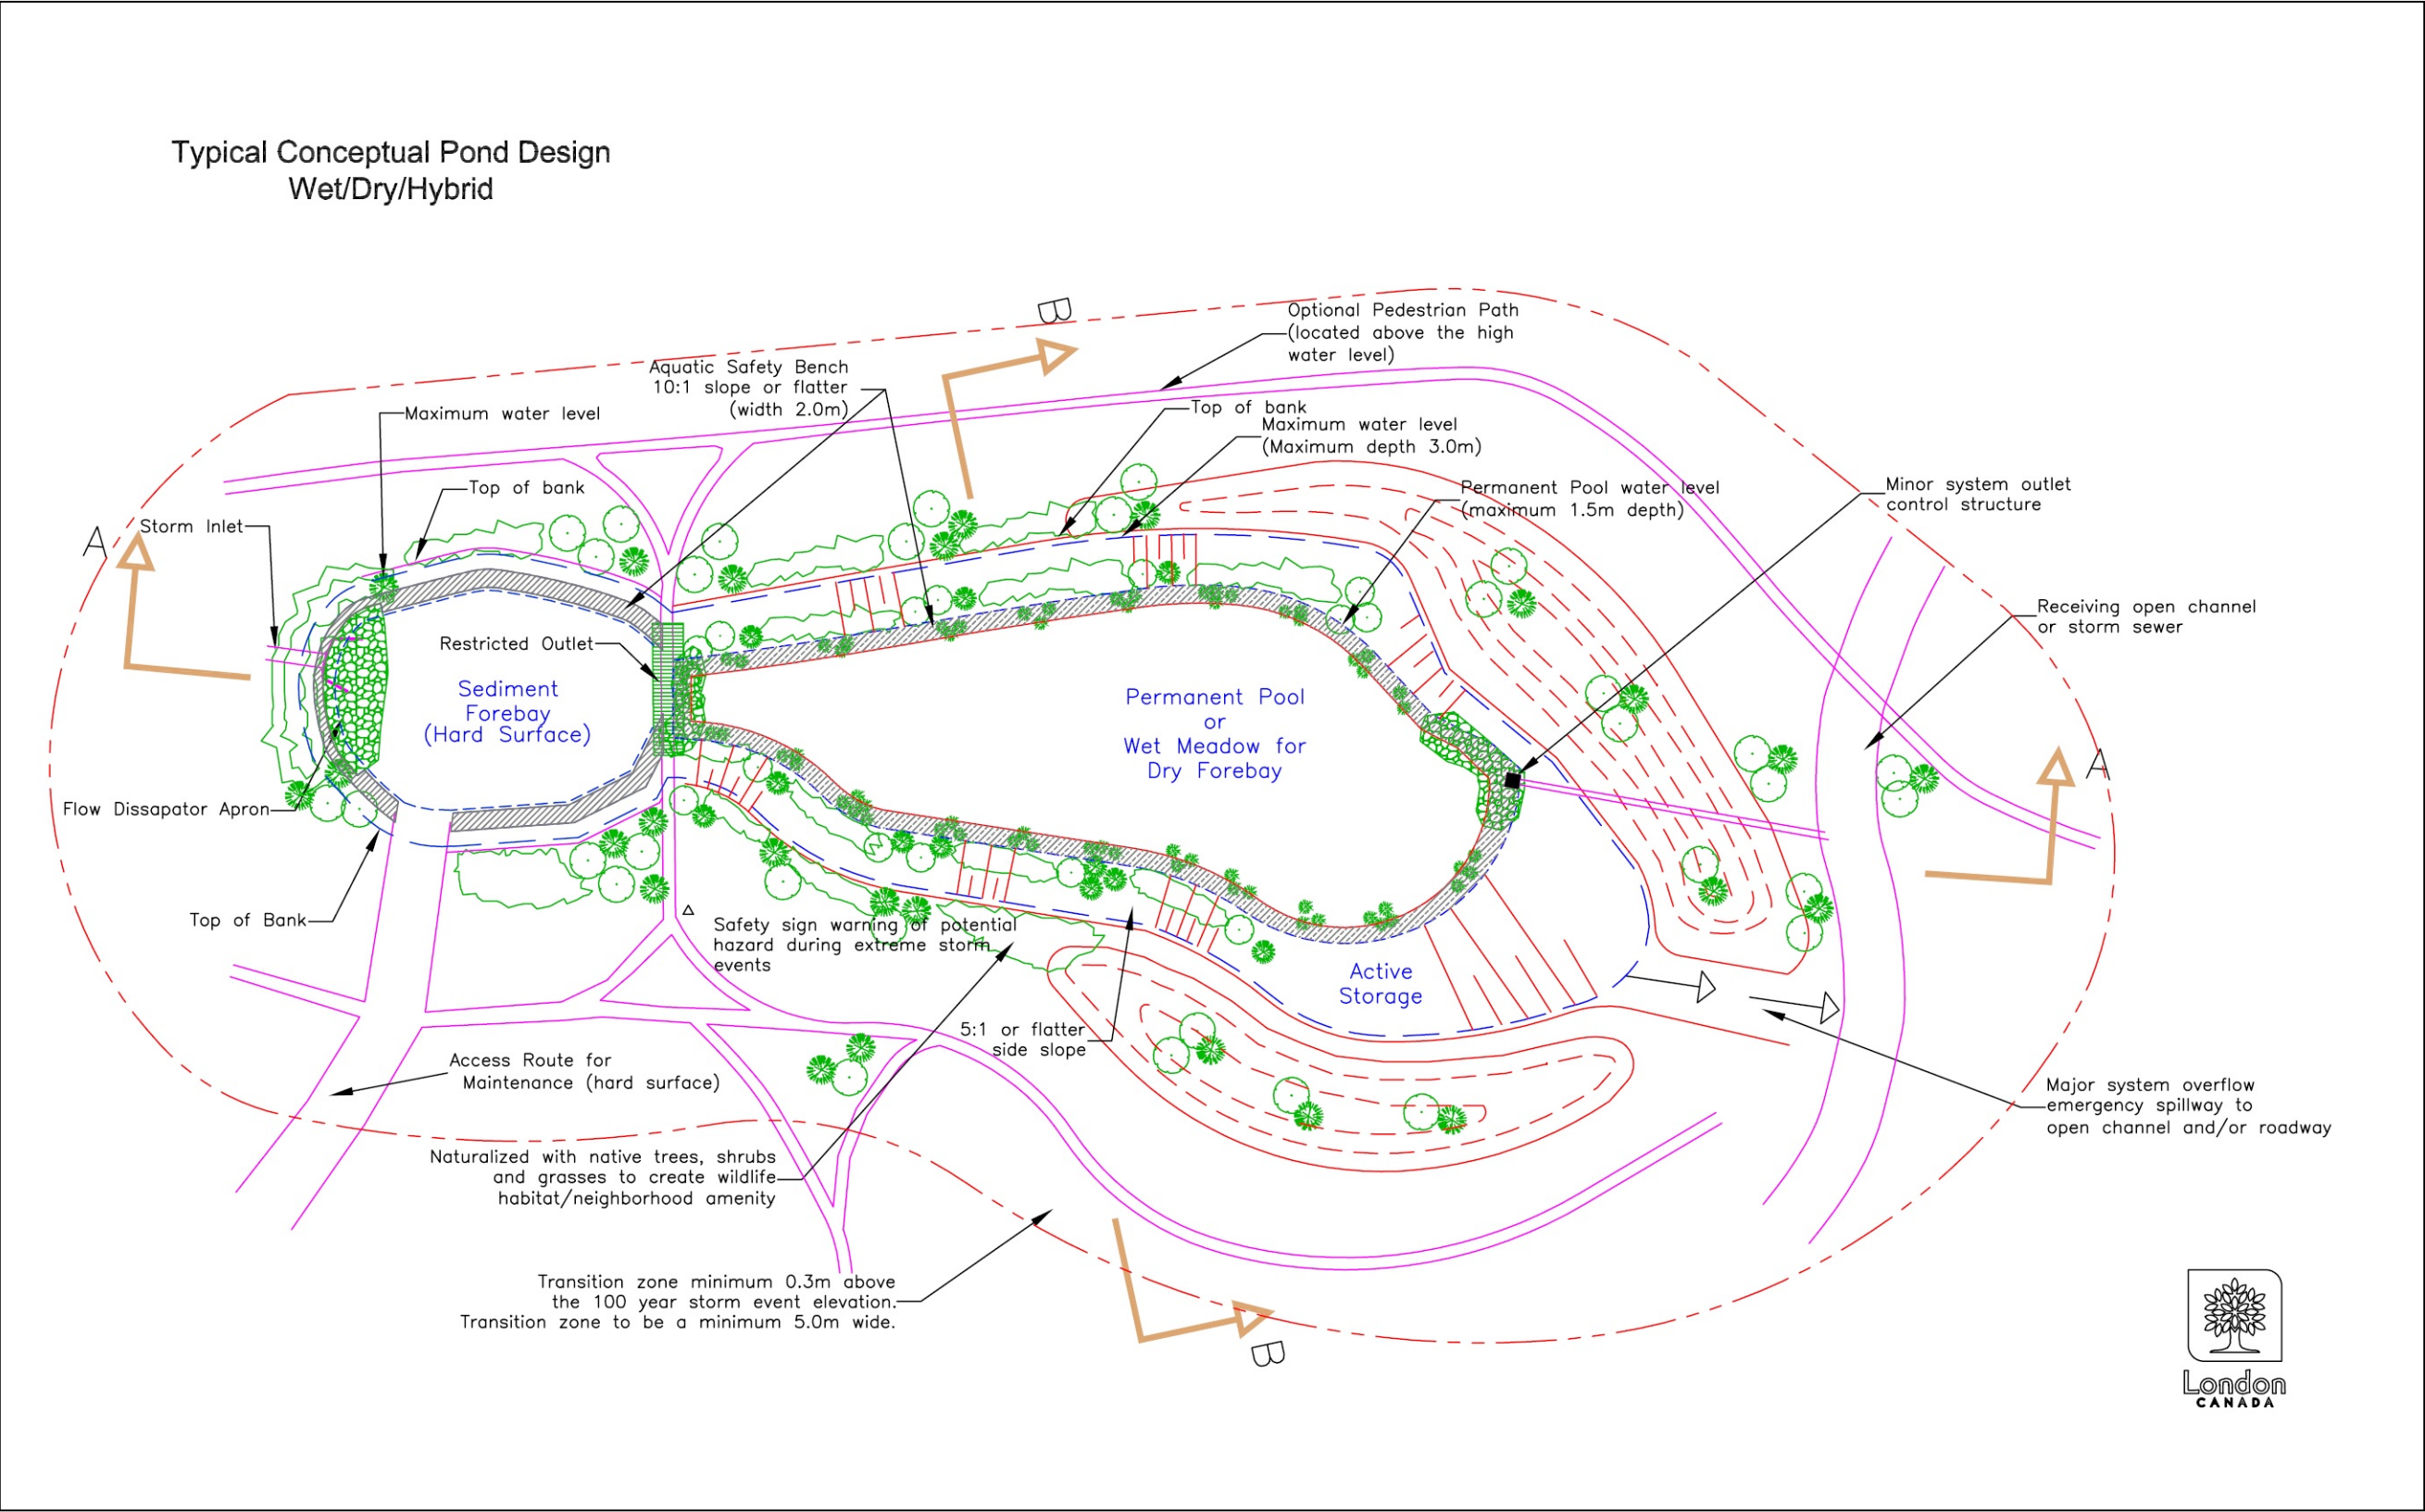 Typical Conceptual Pond Design
Wet/Dry/Hybrid
B
Optional Pedestrian Path
(located above the high
water level)
Aquatic Safety Bench
10:1 slope or flatter
(width 2.0m)
Maximum water level
Top of bank
Maximum water level
(Maximum depth 3.0m)
Top of bank
Permanent Pool water level
(maximum 1.5m depth)
Minor system outlet
control structure
A
Storm Inlet
Receiving open channel
or storm sewer
Restricted Outlet
Sediment
Forebay
(Hard Surface)
Permanent Pool
or
Wet Meadow for
Dry Forebay
A
Flow Dissapator Apron
Top of Bank
Safety sign warning of potential
hazard during extreme storm
events
Active
Storage
5:1 or flatter
side slope
Access Route for
Maintenance (hard surface)
Major system overflow
emergency spillway to
open channel and/or roadway
Naturalized with native trees, shrubs
and grasses to create wildlife
habitat/neighborhood amenity
Transition zone minimum 0.3m above
the 100 year storm event elevation.
Transition zone to be a minimum 5.0m wide.
B
London
CANADA